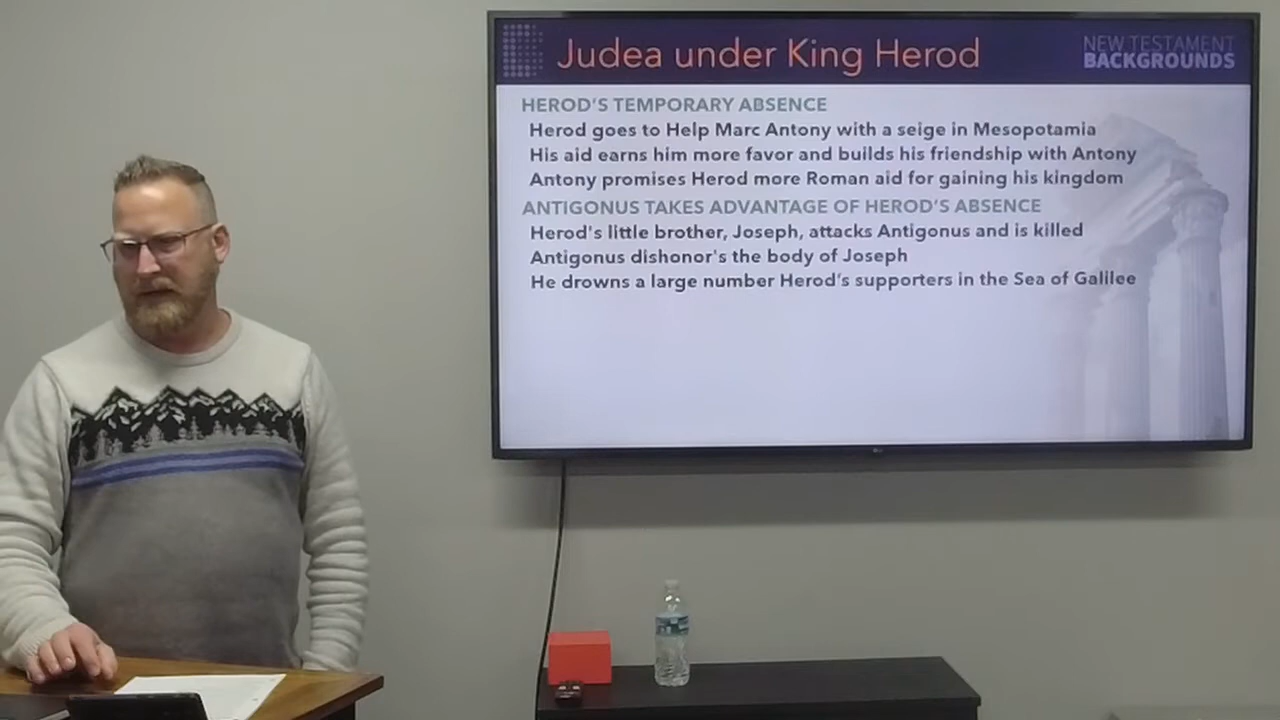 Judea under King Herod
NEW TESTAMENT
BACKGROUNDS
HEROD'S TEMPORARY ABSENCE
Herod goes to Help Marc Antony with a seige in Mesopotamia
His aid earns him more favor and builds his friendship with Antony
Antony promises Herod more Roman aid for gaining his kingdom
ANTIGONUS TAKES ADVANTAGE OF HEROD'S ABSENCE
Herod's little brother, Joseph, attacks Antigonus and is killed
Antigonus dishonor's the body of Joseph
He drowns a large number Herod's supporters in the Sea of Galilee